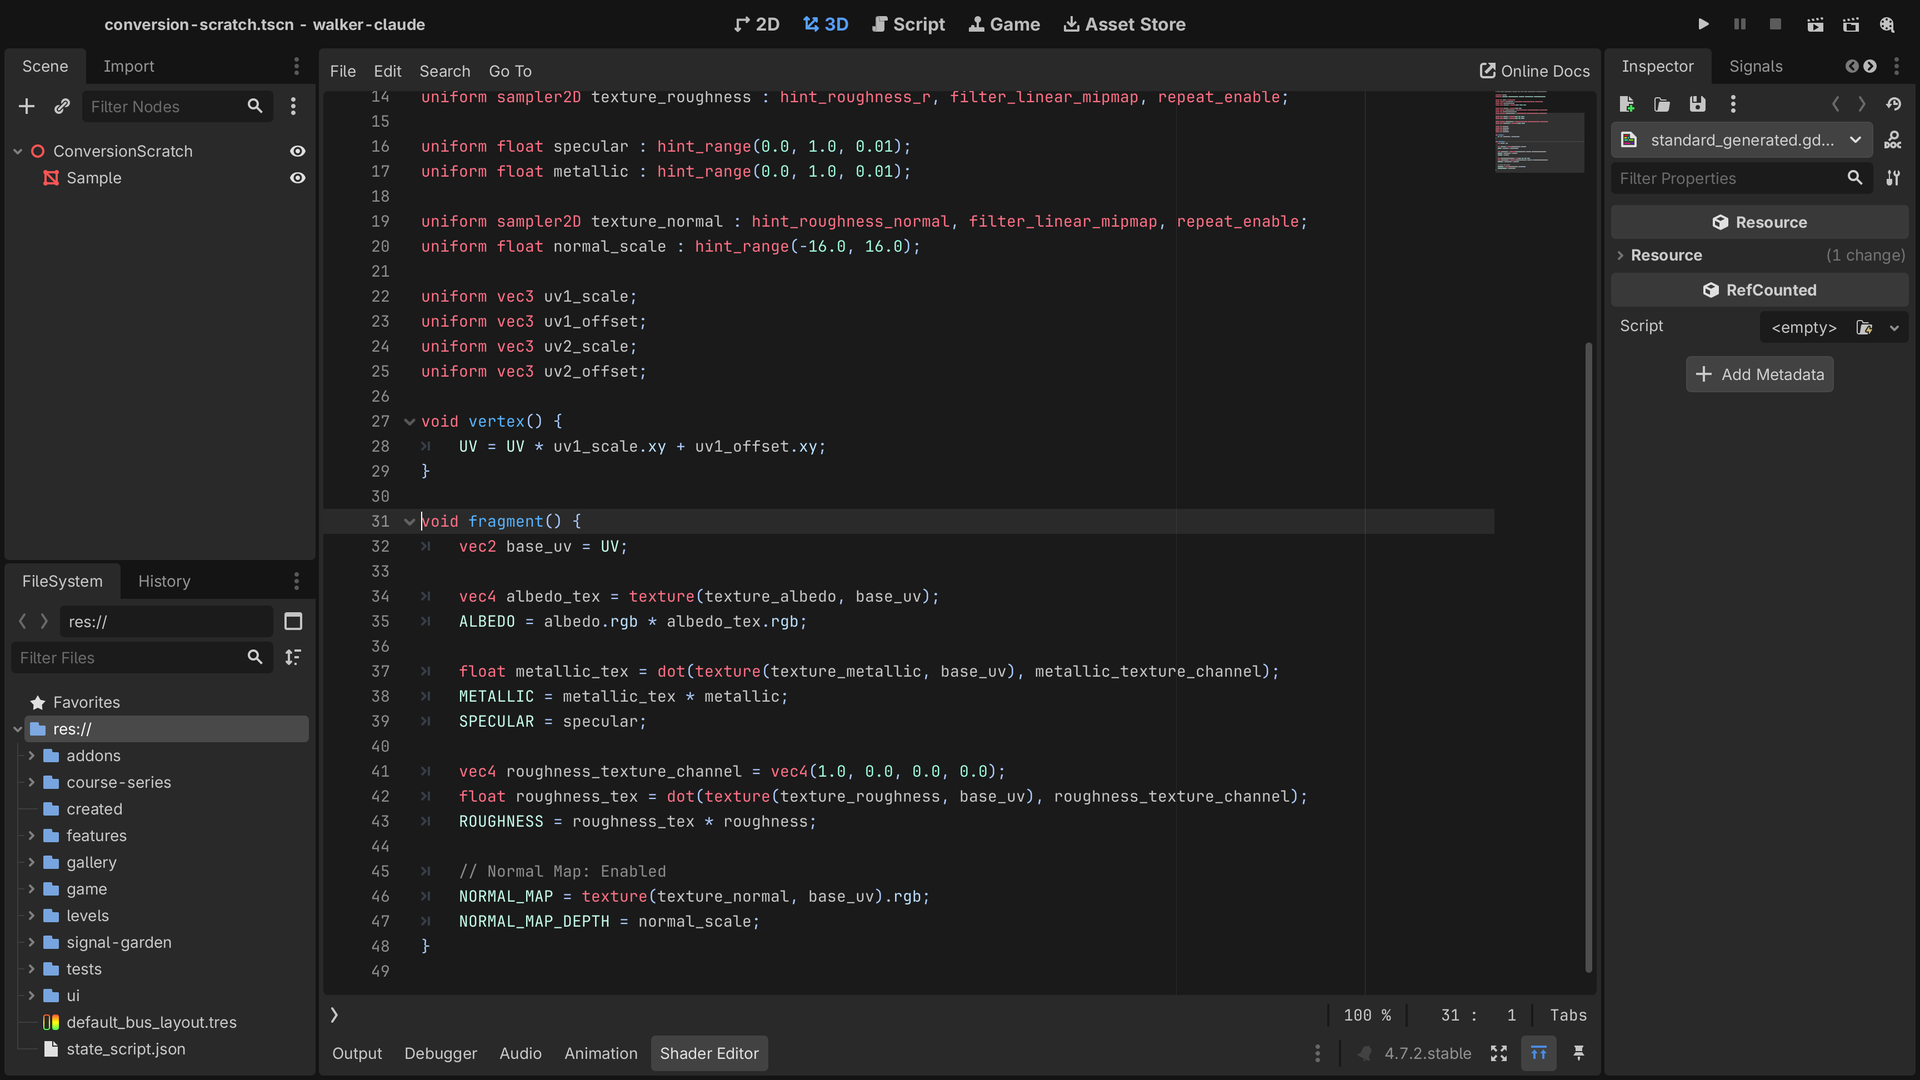 conversion-scratch.tscn - walker-claude
2D
3D
Script
Game
Asset Store
Scene
Import
Filter Nodes
ConversionScratch
Sample
FileSystem
History
res://
Filter Files
Favorites
res://
addons
course-series
created
features
gallery
game
levels
signal-garden
tests
ui
default_bus_layout.tres
state_script.json
File
Edit
Search
Go To
Online Docs
14 uniform sampler2D texture_roughness : hint_roughness_r, filter_linear_mipmap, repeat_enable;
15
16 uniform float specular : hint_range(0.0, 1.0, 0.01);
17 uniform float metallic : hint_range(0.0, 1.0, 0.01);
18
19 uniform sampler2D texture_normal : hint_roughness_normal, filter_linear_mipmap, repeat_enable;
20 uniform float normal_scale : hint_range(-16.0, 16.0);
21
22 uniform vec3 uv1_scale;
23 uniform vec3 uv1_offset;
24 uniform vec3 uv2_scale;
25 uniform vec3 uv2_offset;
26
27 void vertex() {
28 UV = UV * uv1_scale.xy + uv1_offset.xy;
29 }
30
31 void fragment() {
32 vec2 base_uv = UV;
33
34 vec4 albedo_tex = texture(texture_albedo, base_uv);
35 ALBEDO = albedo.rgb * albedo_tex.rgb;
36
37 float metallic_tex = dot(texture(texture_metallic, base_uv), metallic_texture_channel);
38 METALLIC = metallic_tex * metallic;
39 SPECULAR = specular;
40
41 vec4 roughness_texture_channel = vec4(1.0, 0.0, 0.0, 0.0);
42 float roughness_tex = dot(texture(texture_roughness, base_uv), roughness_texture_channel);
43 ROUGHNESS = roughness_tex * roughness;
44
45 // Normal Map: Enabled
46 NORMAL_MAP = texture(texture_normal, base_uv).rgb;
47 NORMAL_MAP_DEPTH = normal_scale;
48 }
49
100 %
31 : 1
Tabs
Output
Debugger
Audio
Animation
Shader Editor
4.7.2.stable
Inspector
Signals
standard_generated.gd...
Filter Properties
Resource
Resource (1 change)
RefCounted
Script <empty>
Add Metadata